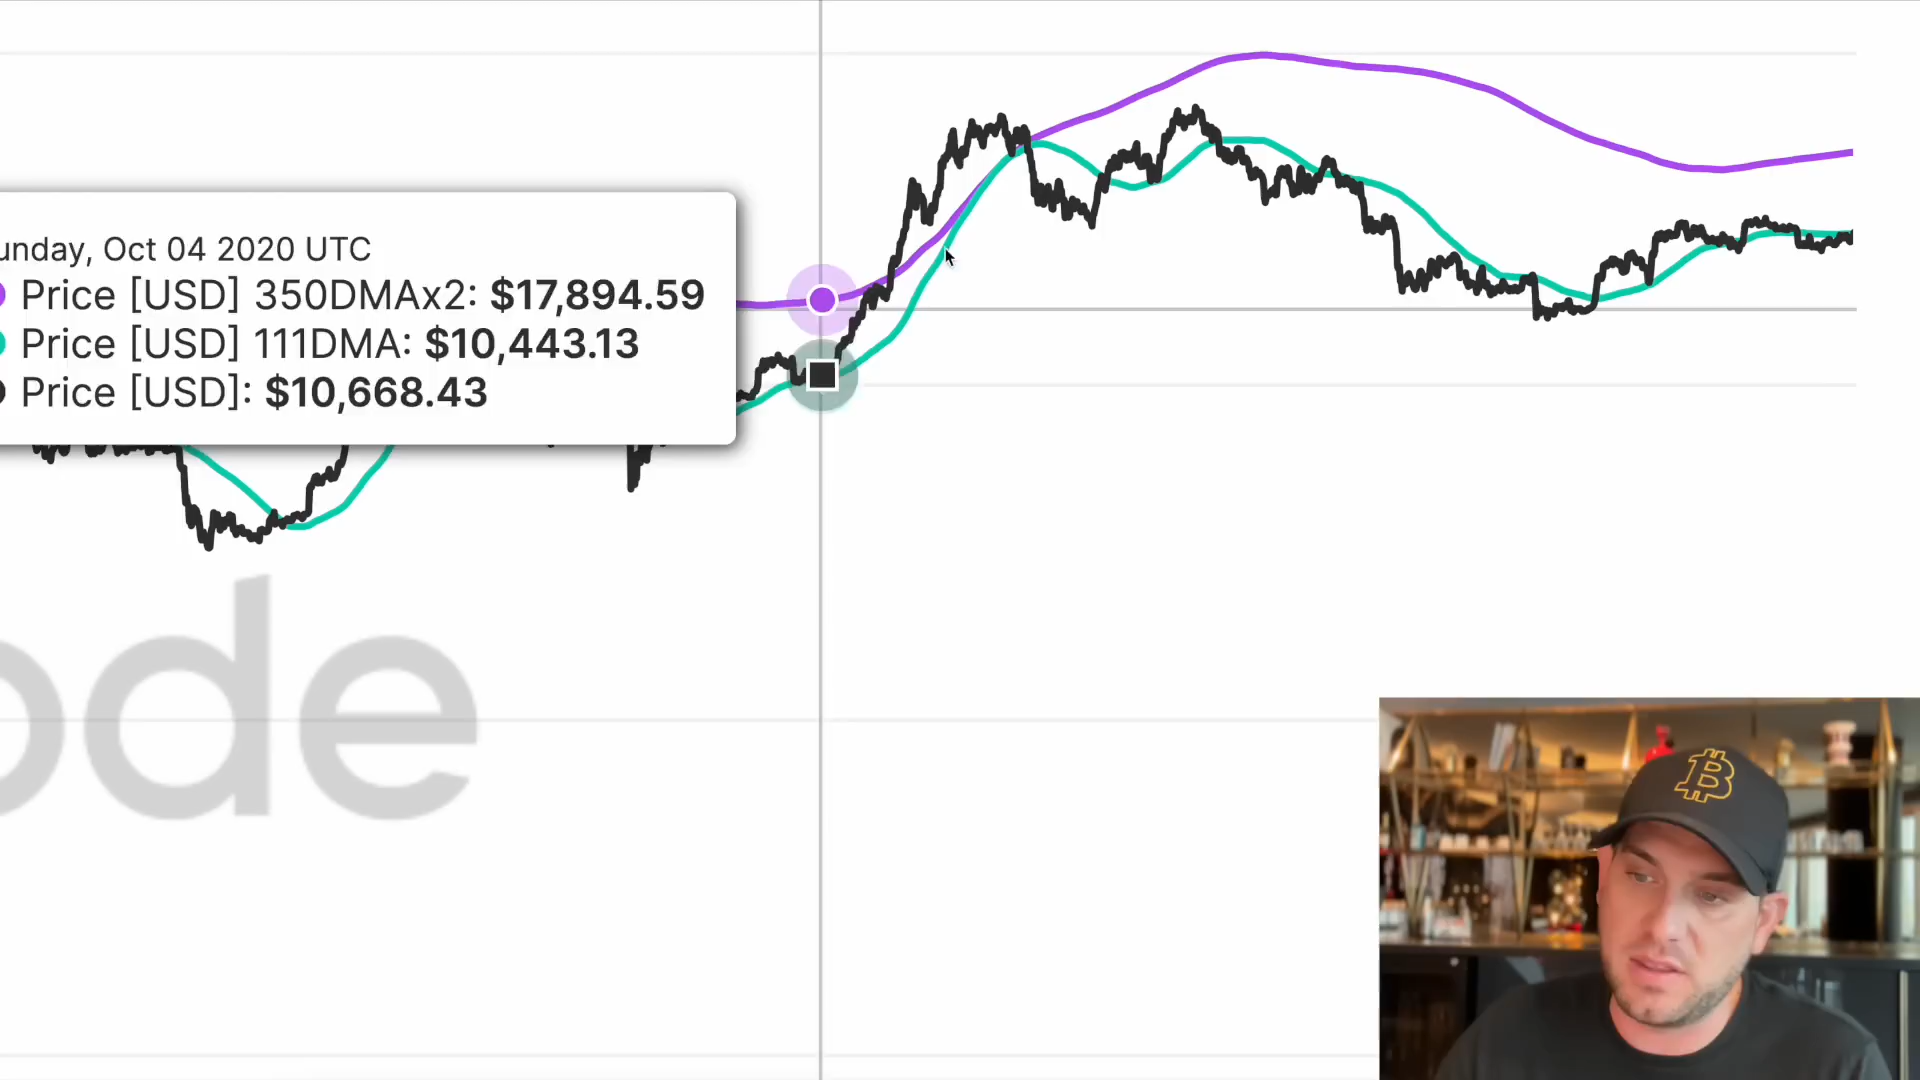 unday, Oct 04 2020 UTC
Price [USD] 350DMAx2: $17,894.59
Price [USD] 111DMA: $10,443.13
Price [USD]: $10,668.43
ode
₿